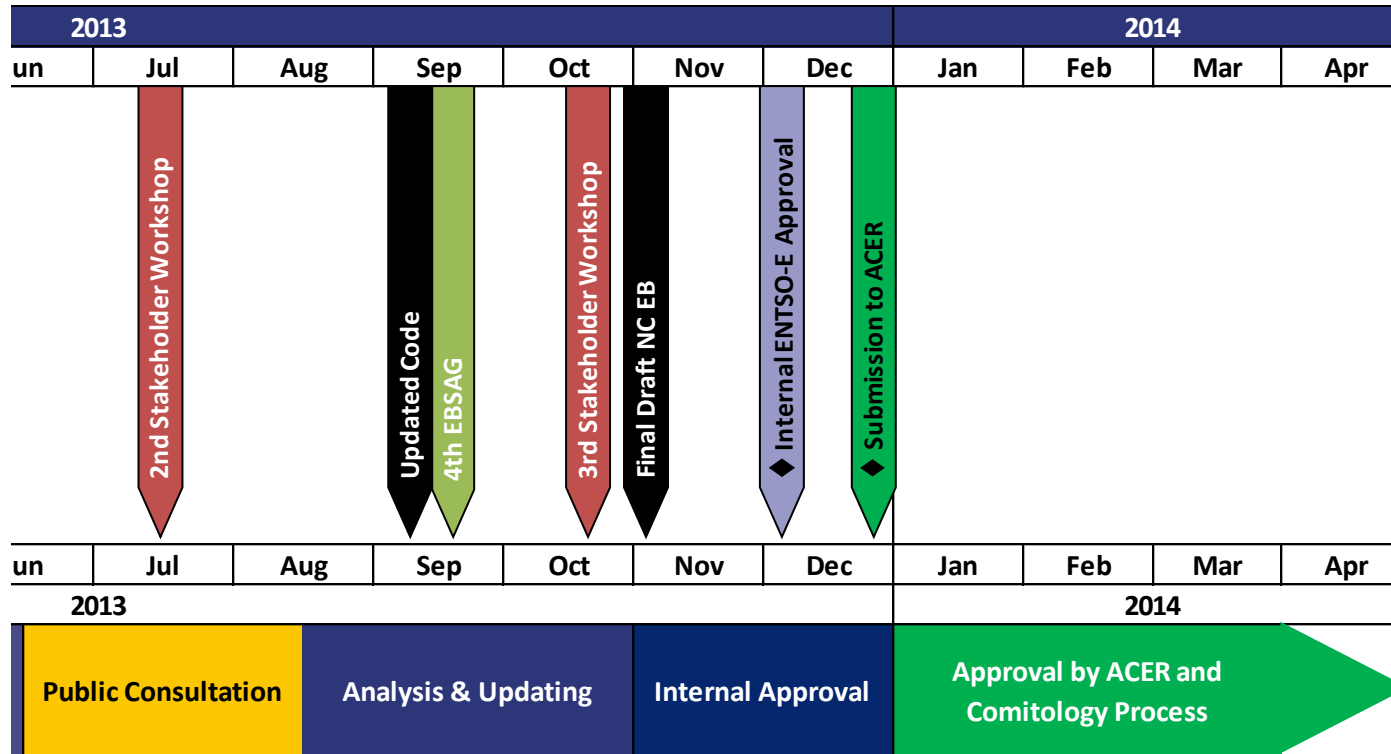 2013 2014
un Jul Aug Sep Oct Nov Dec Jan Feb Mar Apr
2nd Stakeholder Workshop
Updated Code
4th EBSAG
3rd Stakeholder Workshop
Final Draft NC EB
◆ Internal ENTSO-E Approval
◆ Submission to ACER
un Jul Aug Sep Oct Nov Dec Jan Feb Mar Apr
2013 2014
Public Consultation
Analysis & Updating
Internal Approval
Approval by ACER and
Comitology Process